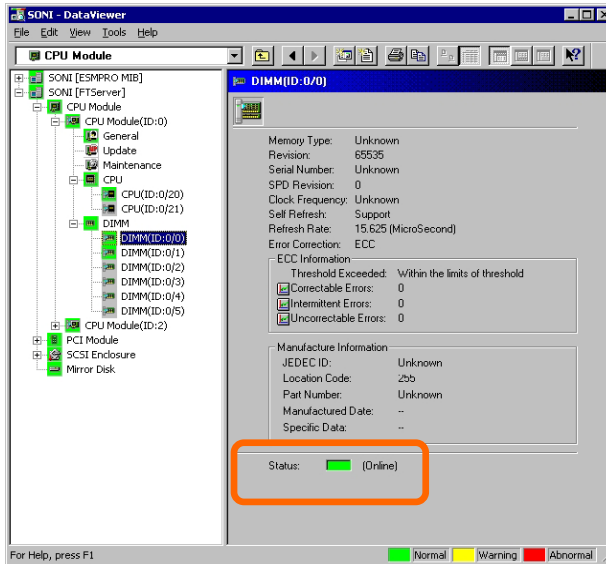 SONI - DataViewer
File Edit View Tools Help
CPU Module
SONI [ESMPRO MIB]
SONI [FTServer]
CPU Module
CPU Module(ID:0)
General
Update
Maintenance
CPU
CPU(ID:0/20)
CPU(ID:0/21)
DIMM
DIMM(ID:0/0)
DIMM(ID:0/1)
DIMM(ID:0/2)
DIMM(ID:0/3)
DIMM(ID:0/4)
DIMM(ID:0/5)
CPU Module(ID:2)
PCI Module
SCSI Enclosure
Mirror Disk
DIMM(ID:0/0)
Memory Type: Unknown
Revision: 65535
Serial Number: Unknown
SPD Revision: 0
Clock Frequency: Unknown
Self Refresh: Support
Refresh Rate: 15.625 (MicroSecond)
Error Correction: ECC
ECC Information
Threshold Exceeded: Within the limits of threshold
Correctable Errors: 0
Intermittent Errors: 0
Uncorrectable Errors: 0
Manufacture Information
JEDEC ID: Unknown
Location Code: 255
Part Number: Unknown
Manufactured Date: --
Specific Data: --
Status: (Online)
For Help, press F1
Normal Warning Abnormal